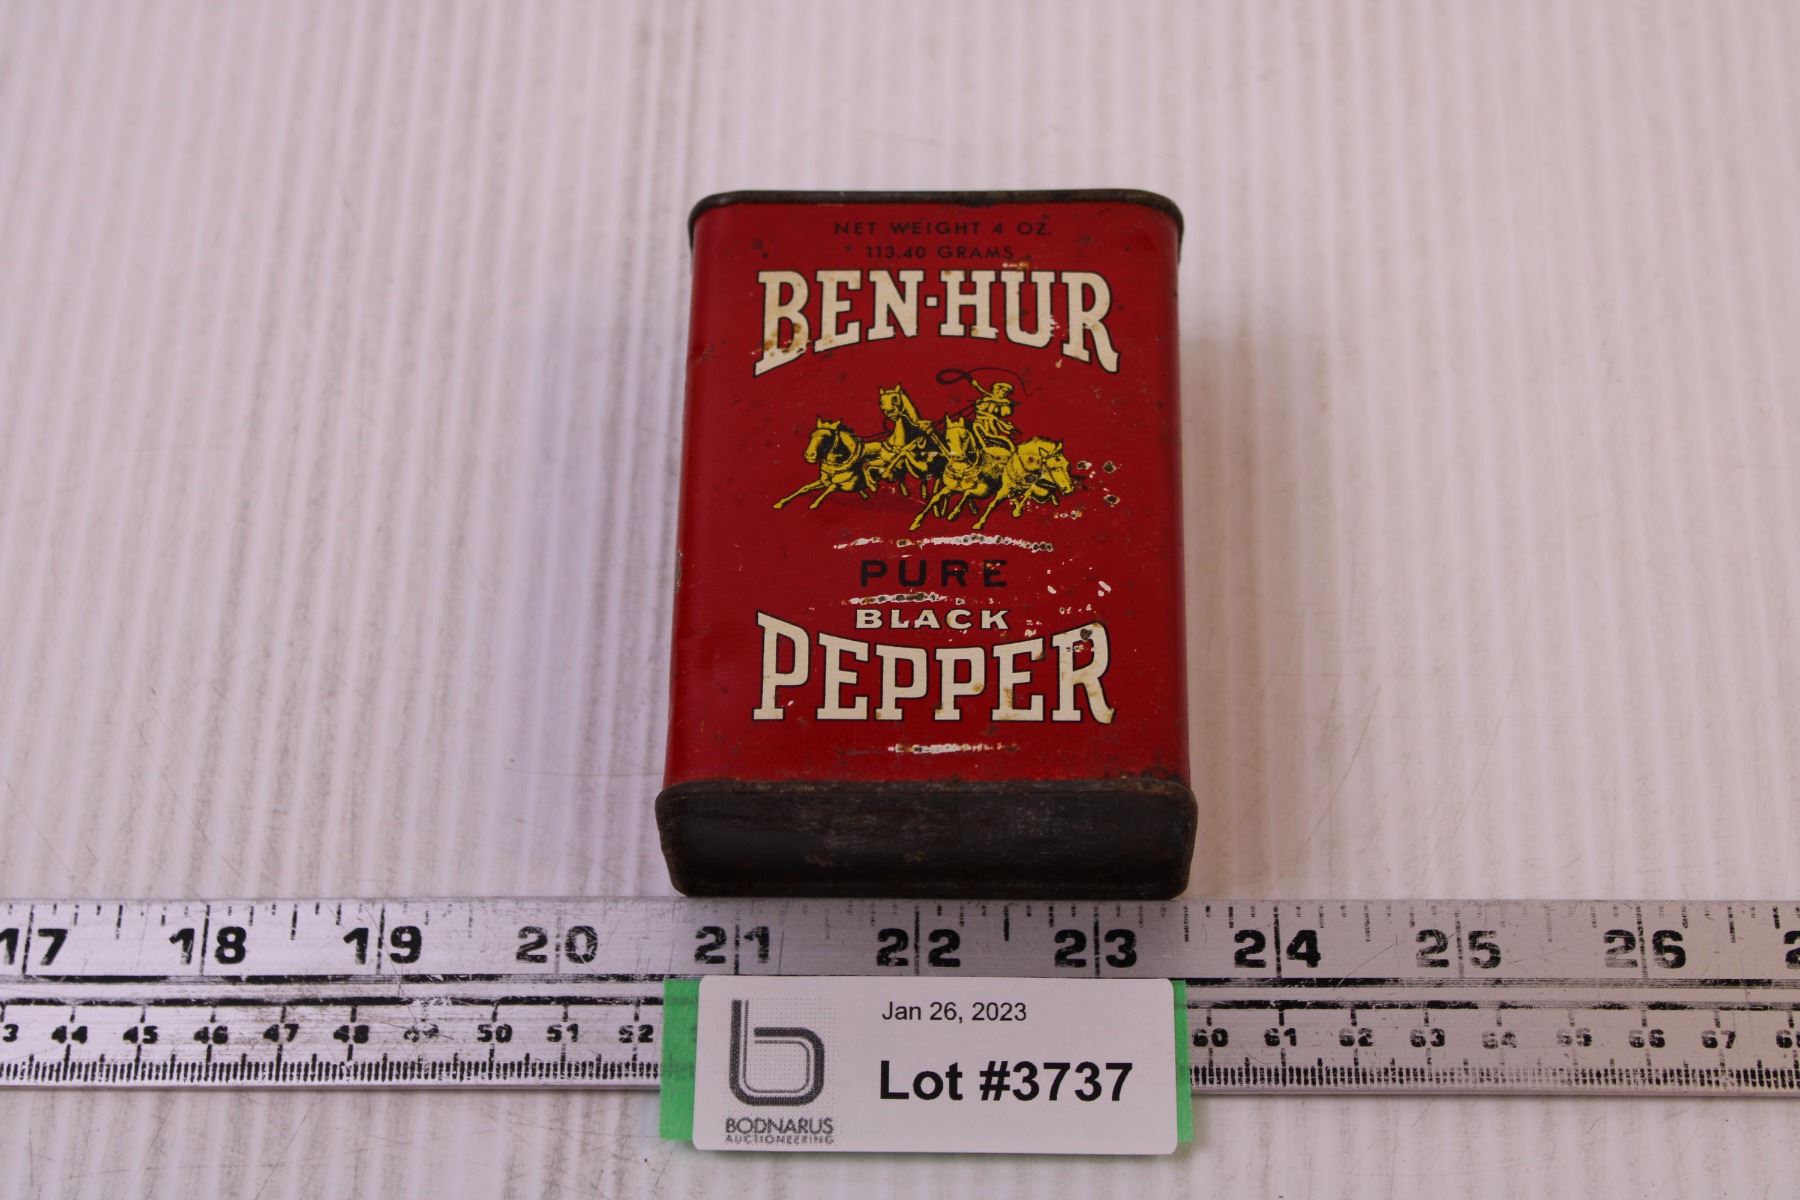 NET WEIGHT 4 OZ.
113.40 GRAMS
BEN-HUR
PURE
BLACK
PEPPER
17 18 19 20 21 22 23 24 25 26
44 45 46 47 48 49 50 51 52 60 61 62 63 64 65 66 67
Jan 26, 2023
Lot #3737
BODNARUS
AUCTIONEERING